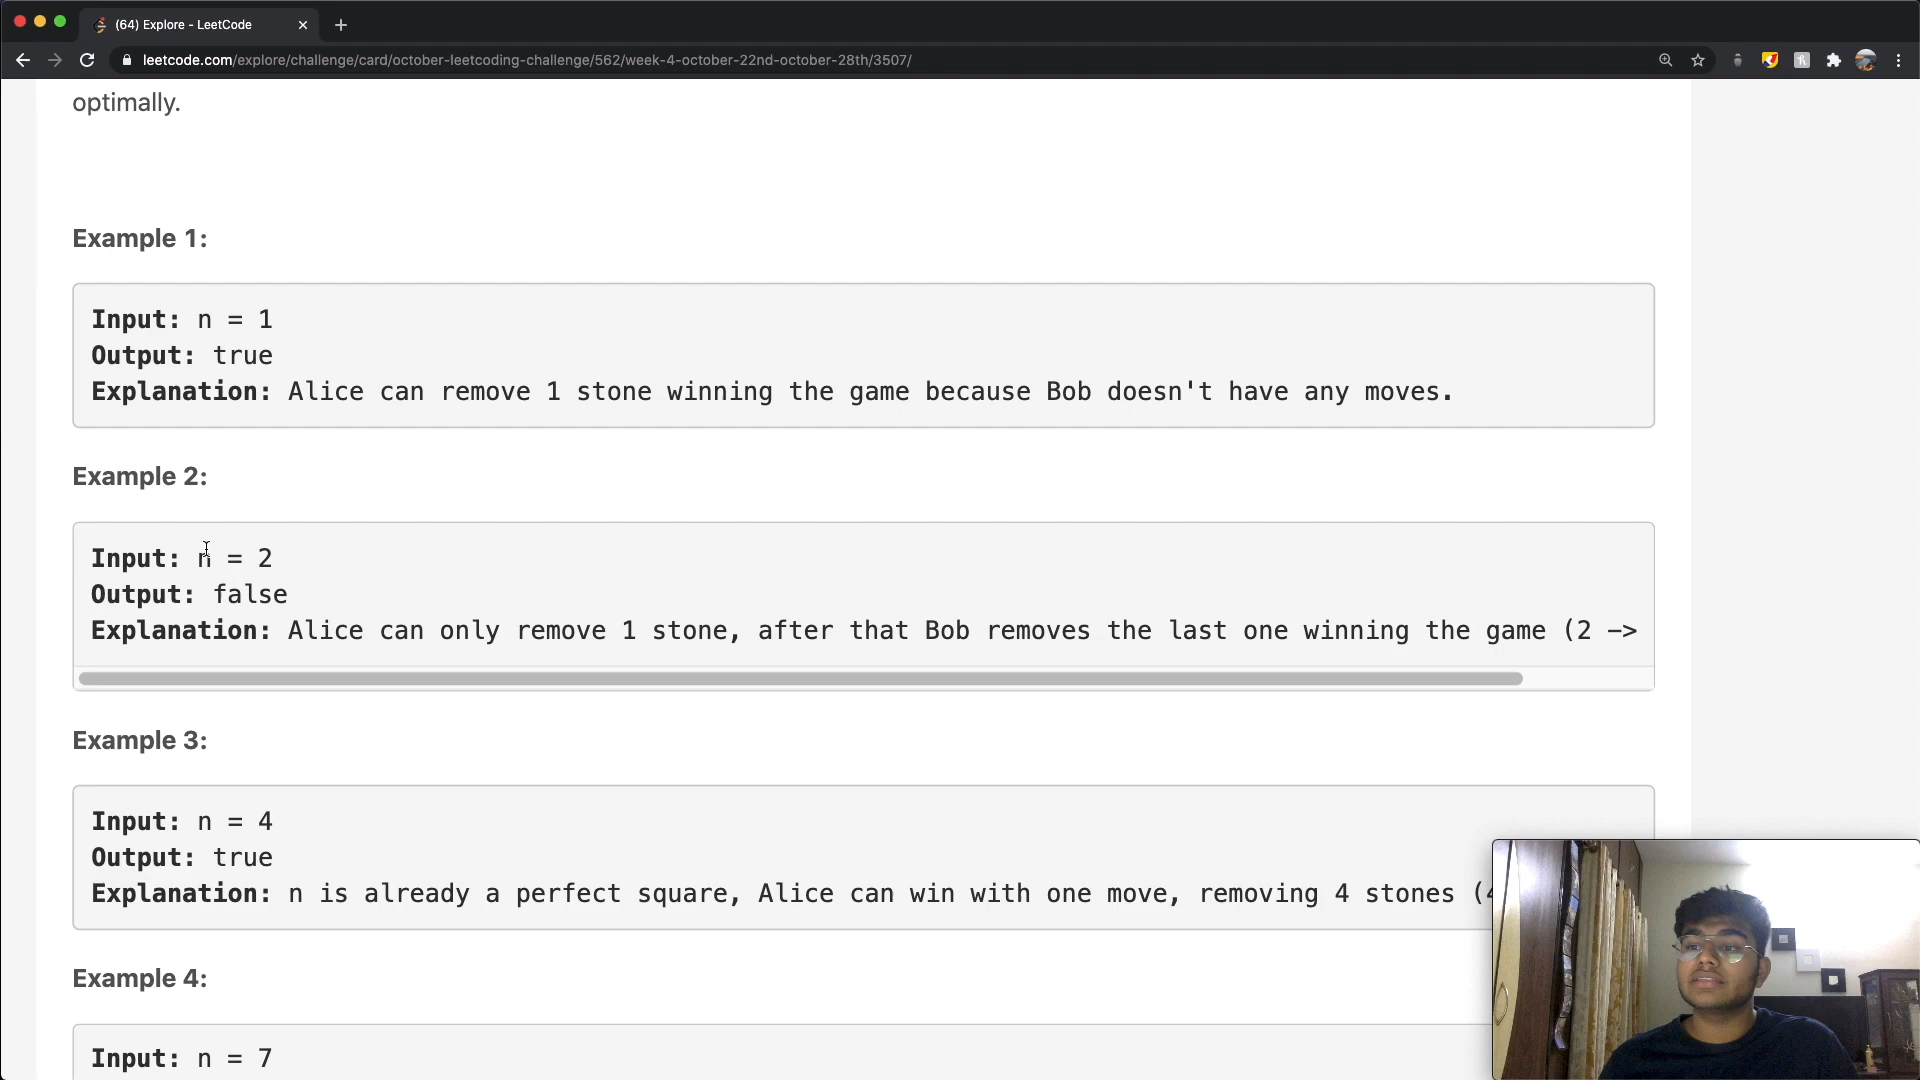 (64) Explore - LeetCode
leetcode.com/explore/challenge/card/october-leetcoding-challenge/562/week-4-october-22nd-october-28th/3507/
optimally.
Example 1:
Input: n = 1
Output: true
Explanation: Alice can remove 1 stone winning the game because Bob doesn't have any moves.
Example 2:
Input: n = 2
Output: false
Explanation: Alice can only remove 1 stone, after that Bob removes the last one winning the game (2 ->
Example 3:
Input: n = 4
Output: true
Explanation: n is already a perfect square, Alice can win with one move, removing 4 stones (
Example 4:
Input: n = 7